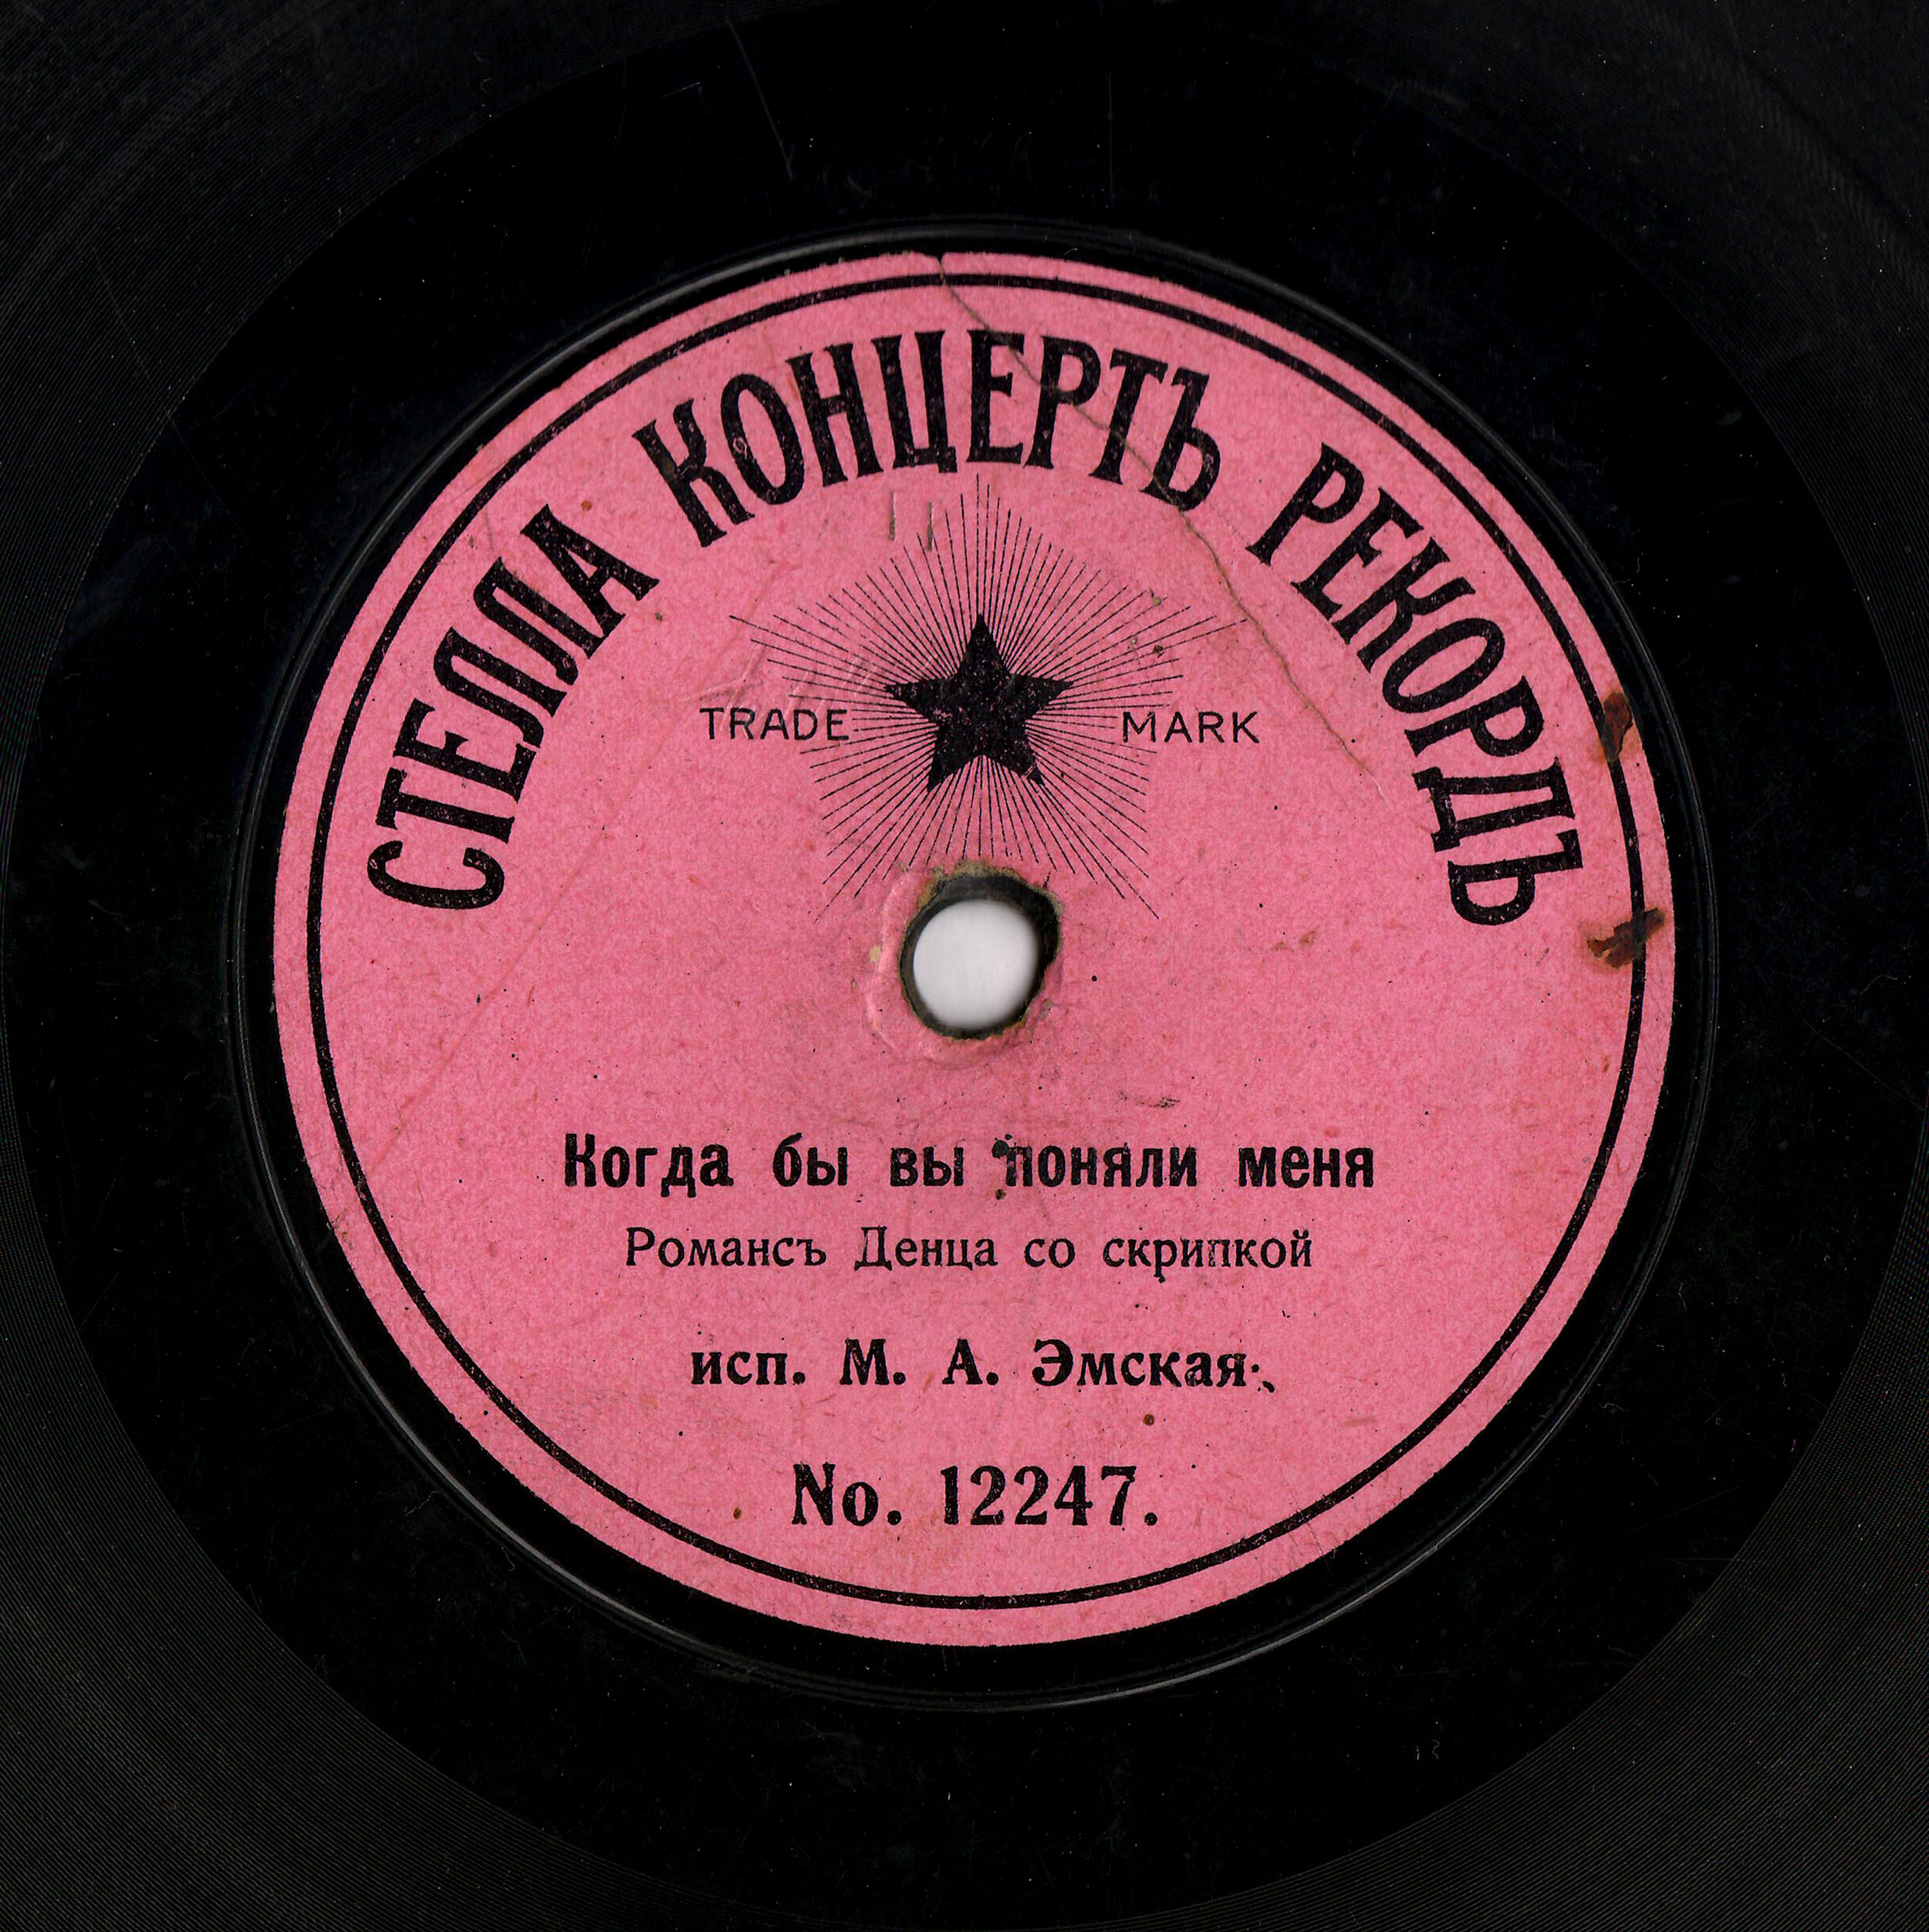 СТЕЛЛА КОНЦЕРТЪ РЕКОРДЪ
TRADE MARK
Когда бы вы поняли меня
Романсъ Денца со скрипкой
исп. М. А. Эмская.
No. 12247.